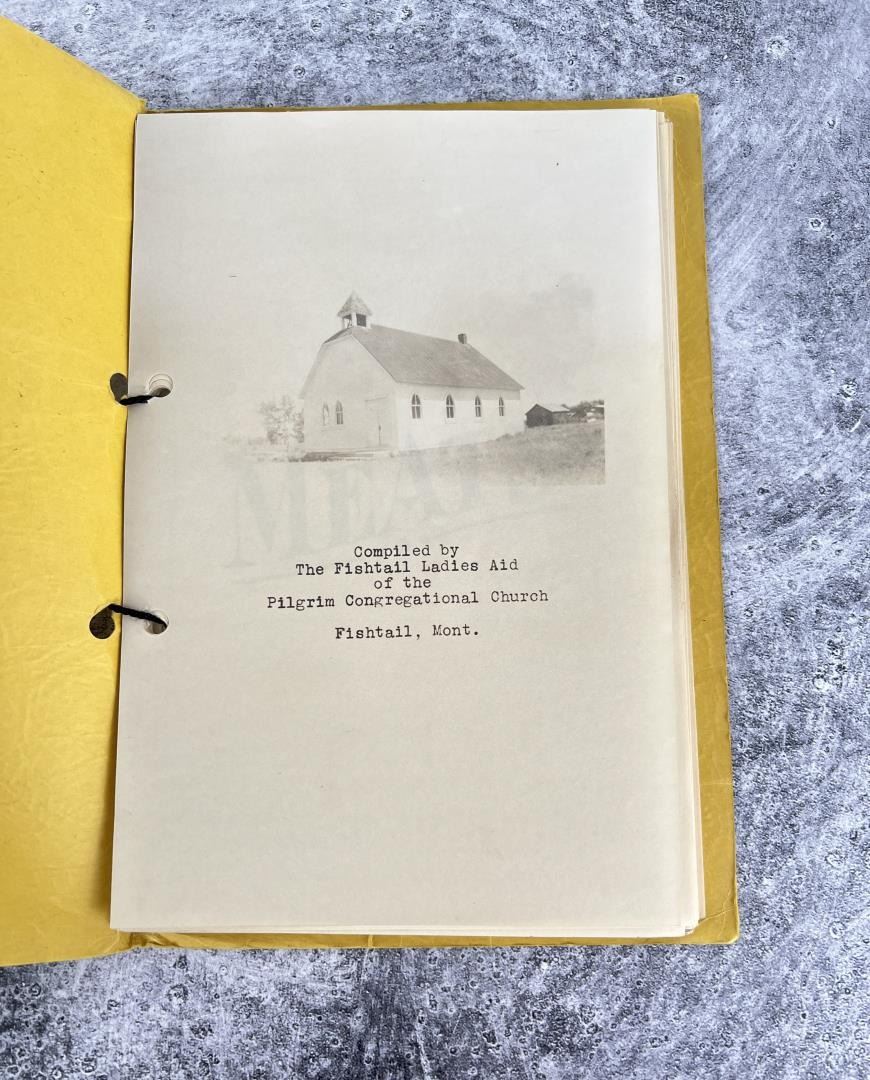 Compiled by
The Fishtail Ladies Aid
of the
Pilgrim Congregational Church
Fishtail, Mont.